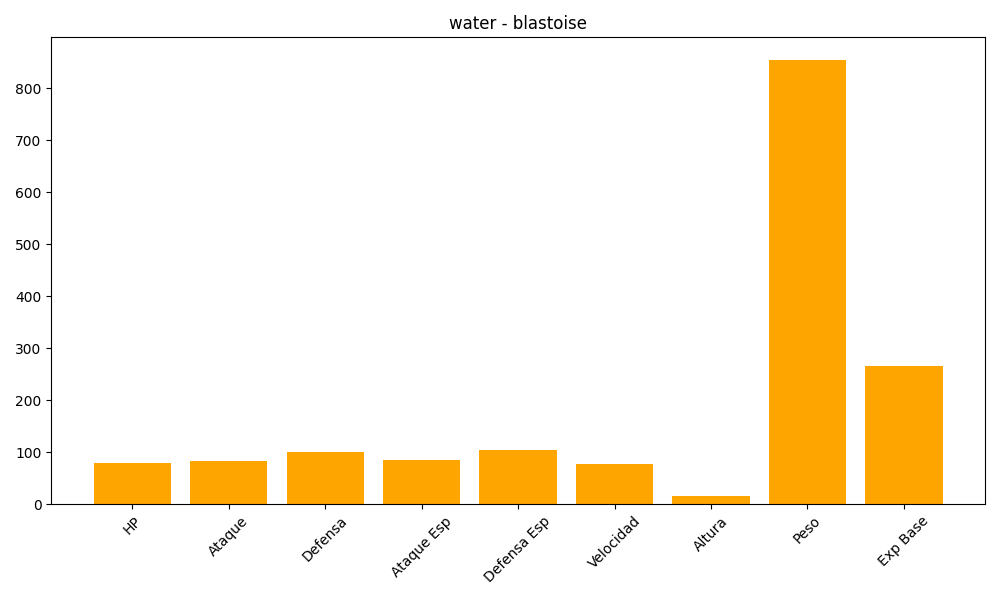 water - blastoise
800
700
600
500
400
300
200
100
0
HP
Ataque
Defensa
Ataque Esp
Defensa Esp
Velocidad
Altura
Peso
Exp Base